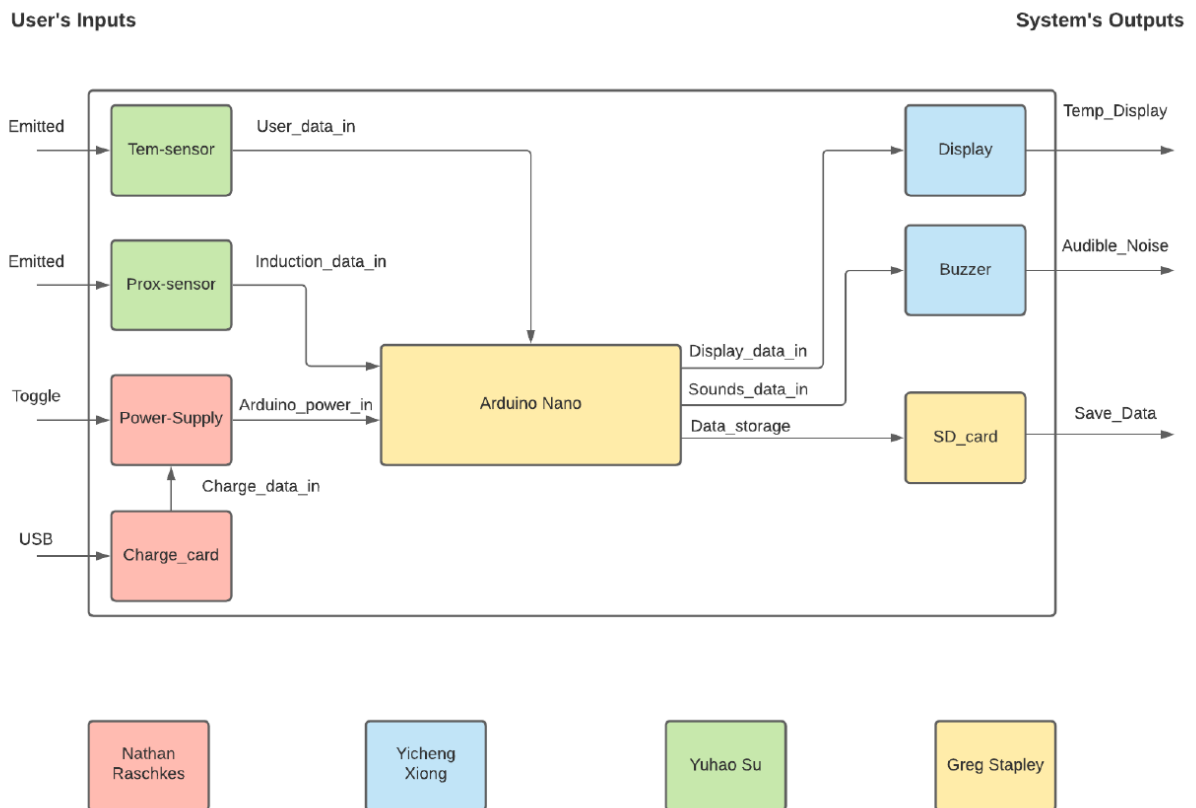 User's Inputs
System's Outputs
Emitted
Tem-sensor
User_data_in
Display
Temp_Display
Emitted
Prox-sensor
Induction_data_in
Buzzer
Audible_Noise
Toggle
Power-Supply
Arduino_power_in
Arduino Nano
Display_data_in
Sounds_data_in
Data_storage
SD_card
Save_Data
Charge_data_in
USB
Charge_card
Nathan
Raschkes
Yicheng
Xiong
Yuhao Su
Greg Stapley